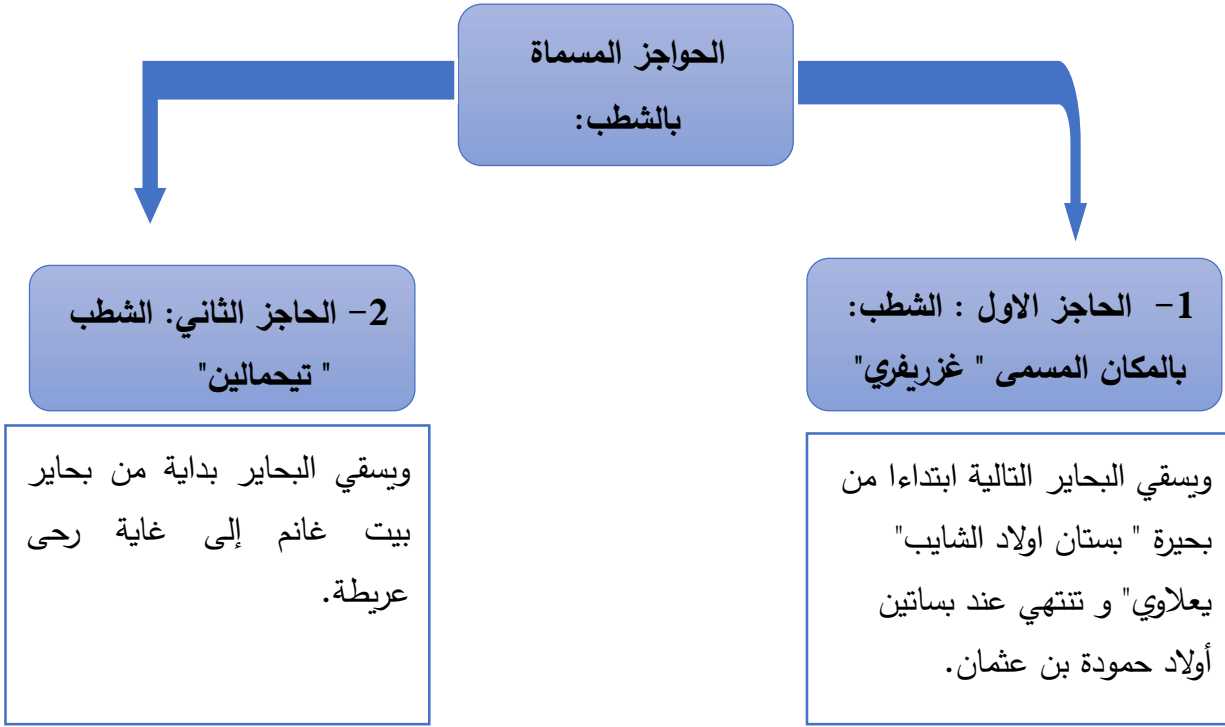 الحواجز المسماة
بالشطب:
1- الحاجز الاول : الشطب:
بالمكان المسمى " غزريفري"
ويسقي البحاير التالية ابتداءا من
بحيرة " بستان اولاد الشايب"
يعلاوي" و تنتهي عند بساتين
أولاد حمودة بن عثمان.
2- الحاجز الثاني: الشطب
" تيحمالين"
ويسقي البحاير بداية من بحاير
بيت غانم إلى غاية رحى
عريطة.